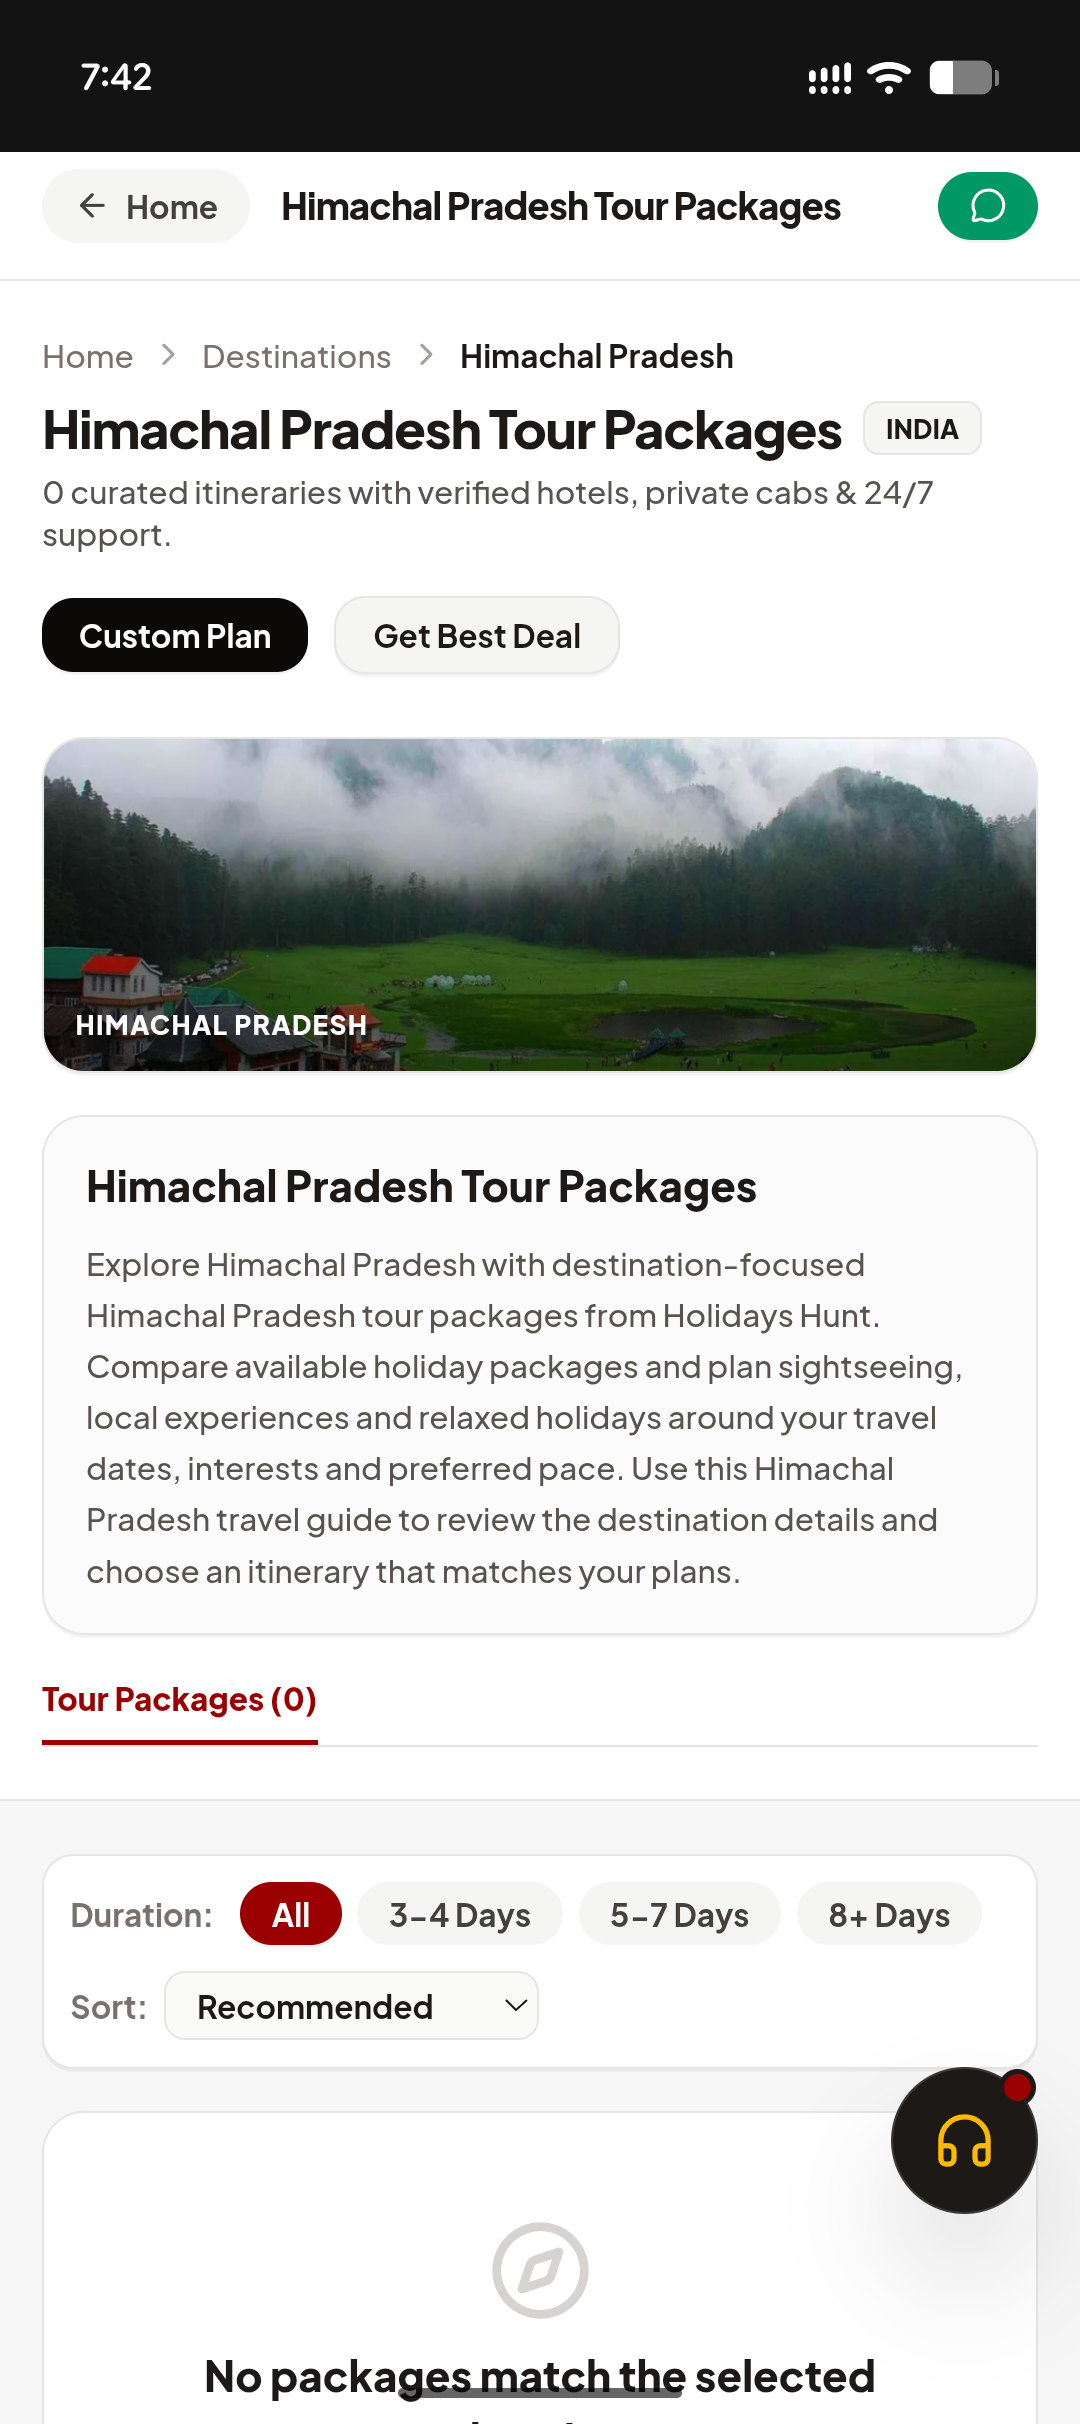 7:42
Home
Himachal Pradesh Tour Packages
Home > Destinations > Himachal Pradesh
Himachal Pradesh Tour Packages INDIA
0 curated itineraries with verified hotels, private cabs & 24/7
support.
Custom Plan
Get Best Deal
HIMACHAL PRADESH
Himachal Pradesh Tour Packages
Explore Himachal Pradesh with destination-focused
Himachal Pradesh tour packages from Holidays Hunt.
Compare available holiday packages and plan sightseeing,
local experiences and relaxed holidays around your travel
dates, interests and preferred pace. Use this Himachal
Pradesh travel guide to review the destination details and
choose an itinerary that matches your plans.
Tour Packages (0)
Duration: All 3-4 Days 5-7 Days 8+ Days
Sort: Recommended
No packages match the selected